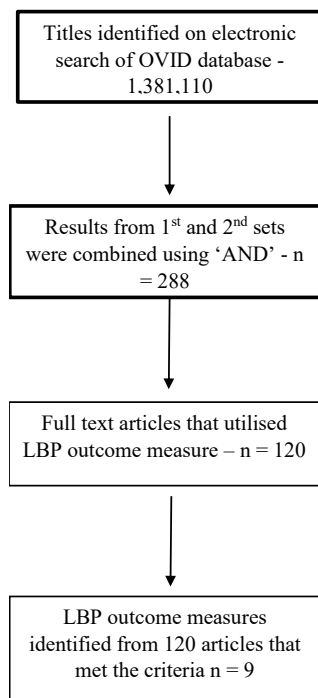 Titles identified on electronic
search of OVID database -
1,381,110
Results from 1st and 2nd sets
were combined using ‘AND’ - n
= 288
Full text articles that utilised
LBP outcome measure – n = 120
LBP outcome measures
identified from 120 articles that
met the criteria n = 9